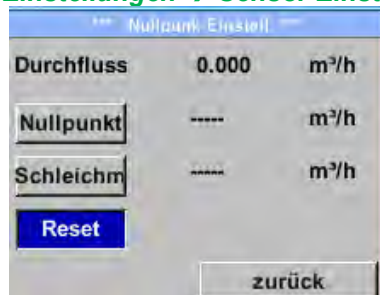 *** Nullpunk Einstell. ***
Durchfluss 0.000 m³/h
Nullpunkt ----- m³/h
Schleichm ----- m³/h
Reset
zurück